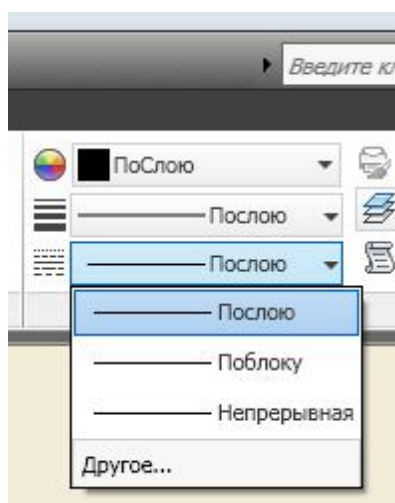 Введите кл
ПоСлою
Послою
Послою
Послою
Поблоку
Непрерывная
Другое...